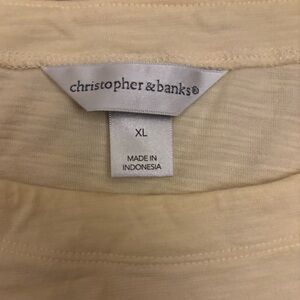 christopher & banks®
XL
MADE IN
INDONESIA